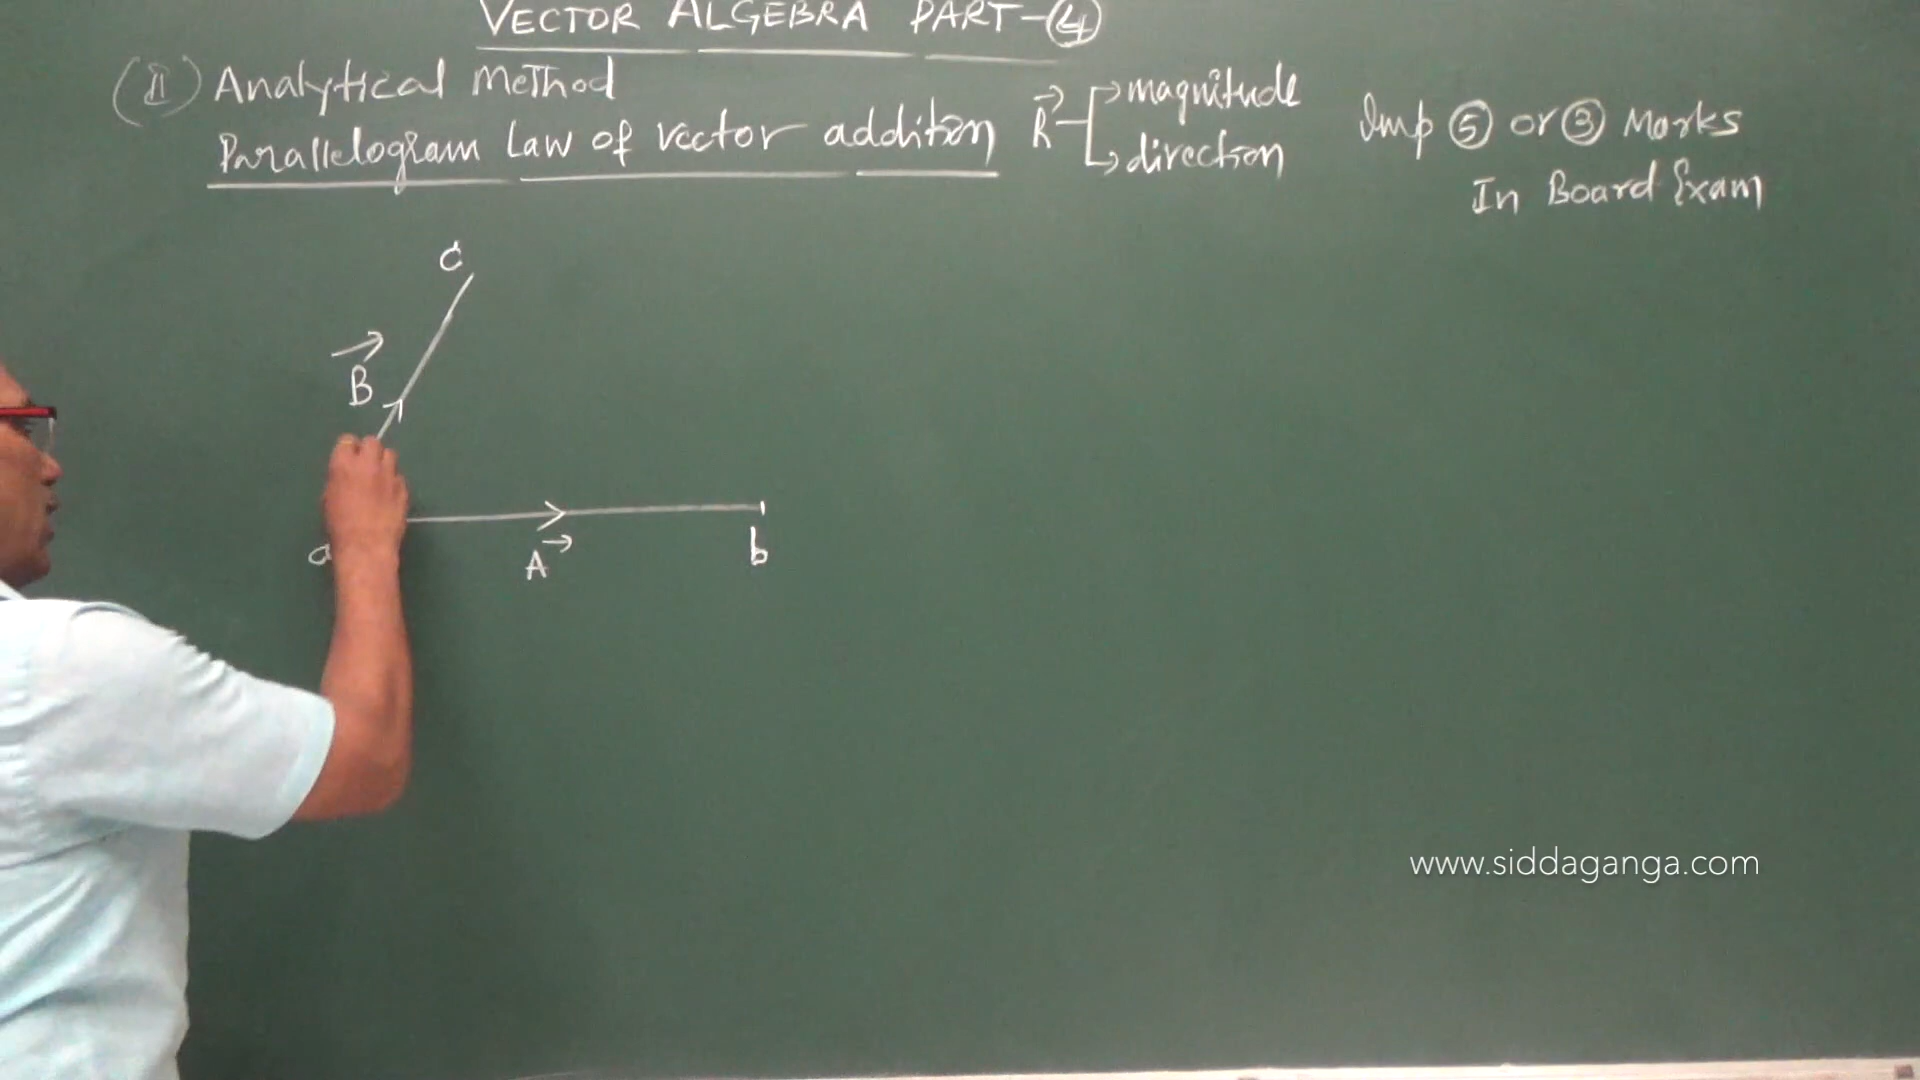 VECTOR ALGEBRA PART-④
(II) Analytical Method
Parallelogram Law of vector addition
R⃗
magnitude
direction
Imp ⑤ or ③ Marks
In Board Exam
d
B⃗
a
A⃗
b
www.siddaganga.com